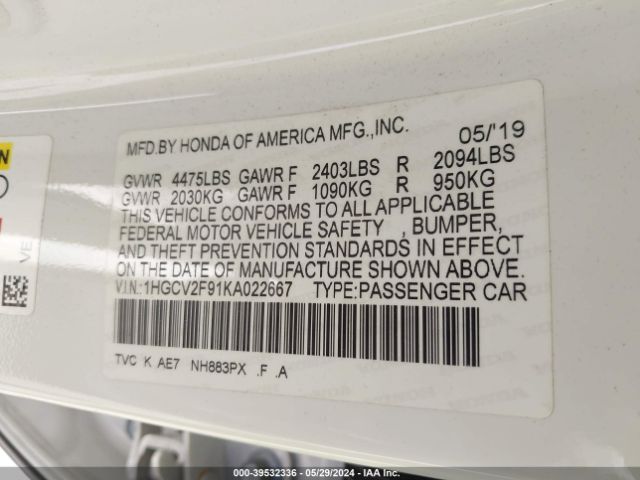 MFD.BY HONDA OF AMERICA MFG.,INC. 05/'19
GVWR 4475LBS GAWR F 2403LBS R 2094LBS
GVWR 2030KG GAWR F 1090KG R 950KG
THIS VEHICLE CONFORMS TO ALL APPLICABLE
FEDERAL MOTOR VEHICLE SAFETY , BUMPER,
AND THEFT PREVENTION STANDARDS IN EFFECT
ON THE DATE OF MANUFACTURE SHOWN ABOVE.
V.I.N.:1HGCV2F91KA022667 TYPE:PASSENGER CAR
TVC K AE7 NH883PX .F .A
VE
000-39532336 - 05/29/2024 - IAA Inc.